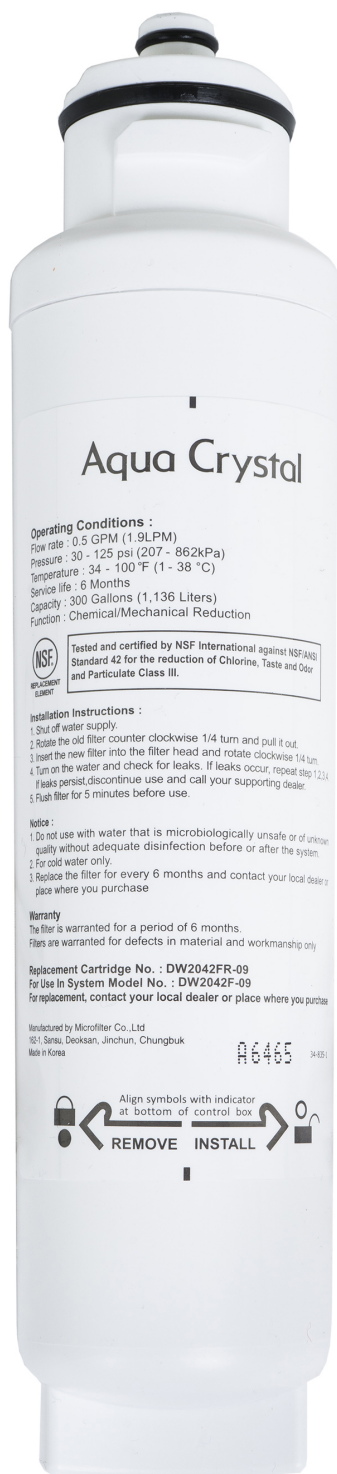 Aqua Crystal
Operating Conditions :
Flow rate : 0.5 GPM (1.9LPM)
Pressure : 30 - 125 psi (207 - 862kPa)
Temperature : 34 - 100°F (1 - 38 °C)
Service life : 6 Months
Capacity : 300 Gallons (1,136 Liters)
Function : Chemical/Mechanical Reduction
NSF.
REPLACEMENT
ELEMENT
Tested and certified by NSF International against NSF/ANSI
Standard 42 for the reduction of Chlorine, Taste and Odor
and Particulate Class III.
Installation Instructions :
1. Shut off water supply.
2. Rotate the old filter counter clockwise 1/4 turn and pull it out.
3. Insert the new filter into the filter head and rotate clockwise 1/4 turn.
4. Turn on the water and check for leaks. If leaks occur, repeat step 1,2,3,4
If leaks persist,discontinue use and call your supporting dealer.
5. Flush filter for 5 minutes before use.
Notice :
1. Do not use with water that is microbiologically unsafe or of unknown
quality without adequate disinfection before or after the system.
2. For cold water only.
3. Replace the filter for every 6 months and contact your local dealer or
place where you purchase
Warranty
The filter is warranted for a period of 6 months.
Filters are warranted for defects in material and workmanship only
Replacement Cartridge No. : DW2042FR-09
For Use In System Model No. : DW2042F-09
For replacement, contact your local dealer or place where you purchase
Manufactured by Microfilter Co.,Ltd
162-1, Sansu, Deoksan, Jinchun, Chungbuk
Made in Korea
A6465
Align symbols with indicator
at bottom of control box
REMOVE INSTALL